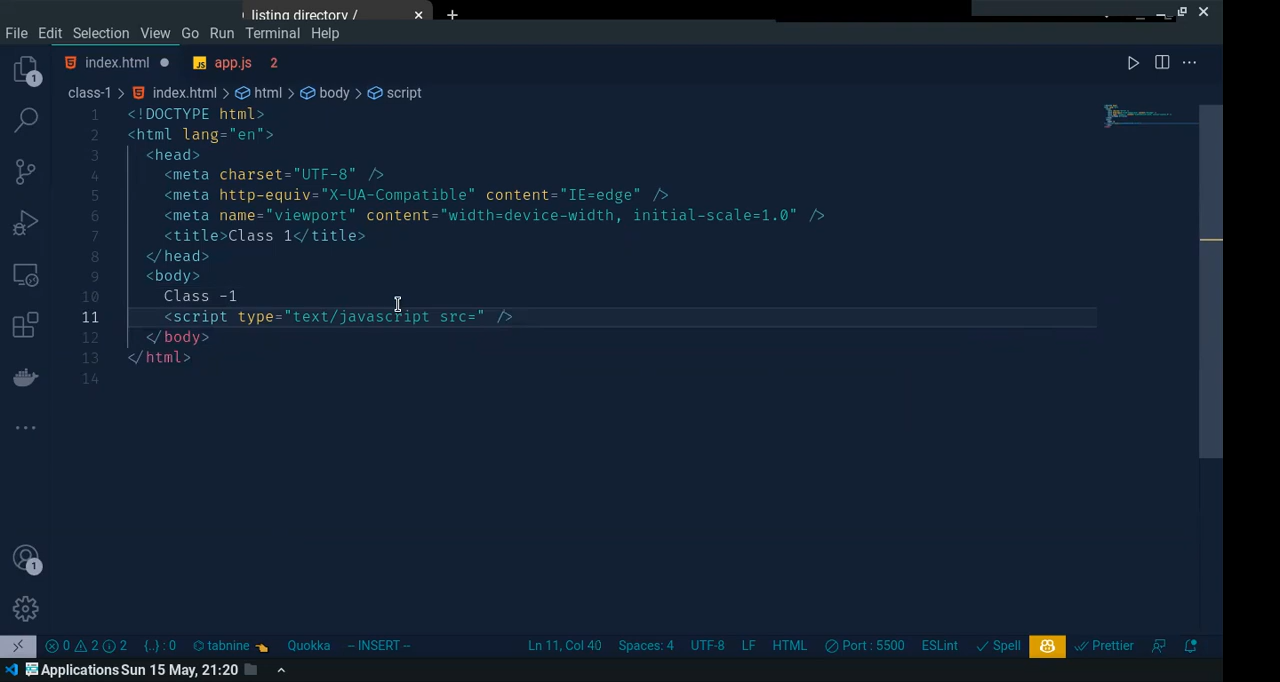 listing directory /
File Edit Selection View Go Run Terminal Help
index.html JS app.js 2
class-1 > index.html > html > body > script
1 <!DOCTYPE html>
2 <html lang="en">
3 <head>
4 <meta charset="UTF-8" />
5 <meta http-equiv="X-UA-Compatible" content="IE=edge" />
6 <meta name="viewport" content="width=device-width, initial-scale=1.0" />
7 <title>Class 1</title>
8 </head>
9 <body>
10 Class -1
11 <script type="text/javascript src=" />
12 </body>
13 </html>
14
1
1
0 2 2 {..} : 0 tabnine Quokka -- INSERT -- Ln 11, Col 40 Spaces: 4 UTF-8 LF HTML Port : 5500 ESLint Spell Prettier
Applications Sun 15 May, 21:20